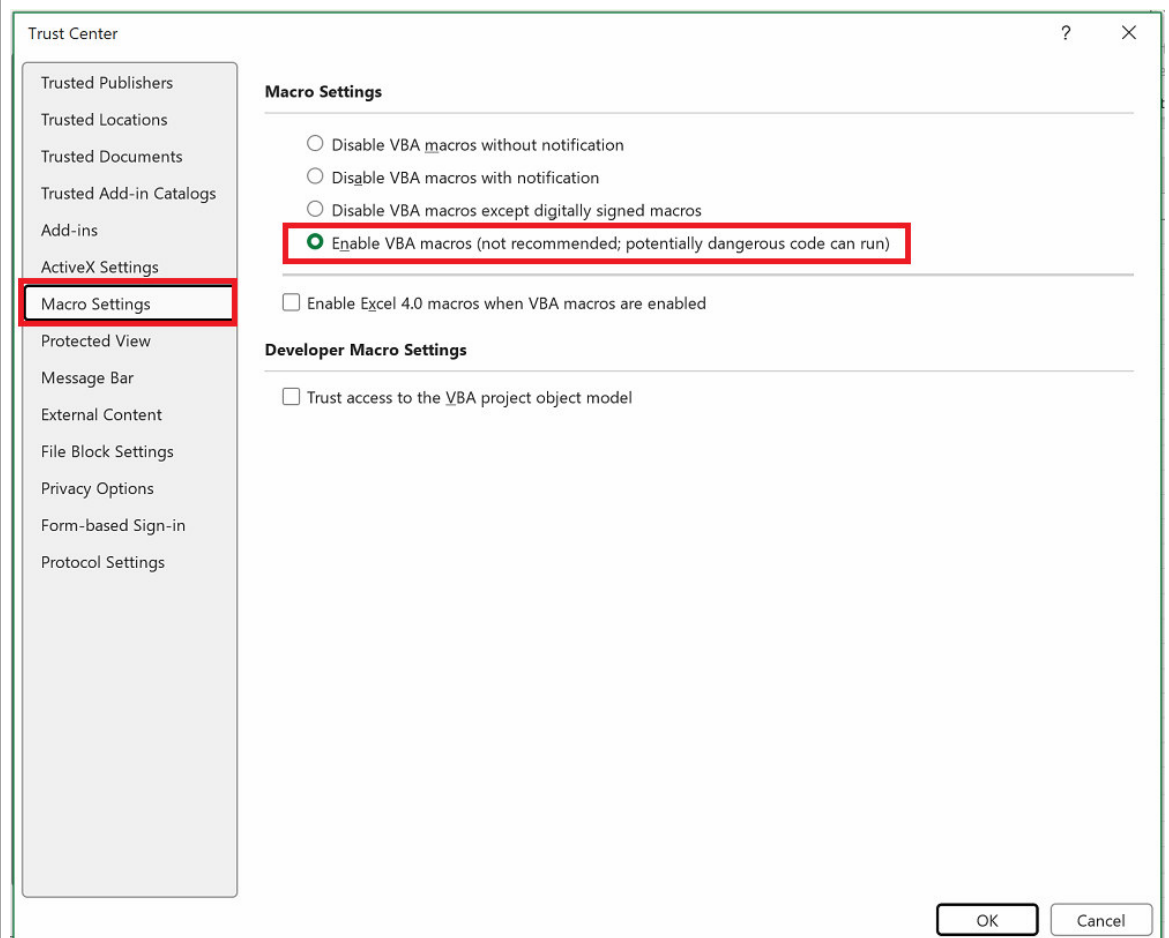 Trust Center
?
Trusted Publishers
Trusted Locations
Trusted Documents
Trusted Add-in Catalogs
Add-ins
ActiveX Settings
Macro Settings
Protected View
Message Bar
External Content
File Block Settings
Privacy Options
Form-based Sign-in
Protocol Settings
Macro Settings
Disable VBA macros without notification
Disable VBA macros with notification
Disable VBA macros except digitally signed macros
Enable VBA macros (not recommended; potentially dangerous code can run)
Enable Excel 4.0 macros when VBA macros are enabled
Developer Macro Settings
Trust access to the VBA project object model
OK
Cancel